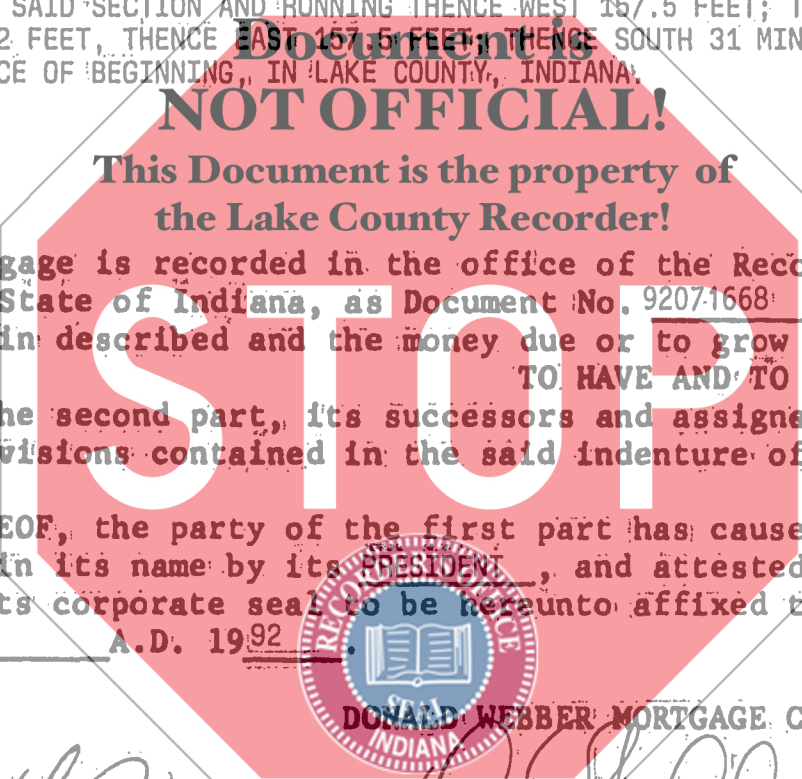 SAID SECTION AND RUNNING THENCE WEST 157.5 FEET; T
2 FEET, THENCE EAST 157.5 FEET; THENCE SOUTH 31 MIN
CE OF BEGINNING, IN LAKE COUNTY, INDIANA.
Document is
NOT OFFICIAL!
This Document is the property of
the Lake County Recorder!
gage is recorded in the office of the Reco
State of Indiana, as Document No. 92071668
in described and the money due or to grow
TO HAVE AND TO
he second part, its successors and assigne
visions contained in the said indenture of
STOP
EOF, the party of the first part has cause
in its name by its PRESIDENT, and attested
ts corporate seal to be hereunto affixed t
A.D. 1992.
RECORDER'S OFFICE
SEAL
INDIANA
DONALD WEBBER MORTGAGE C